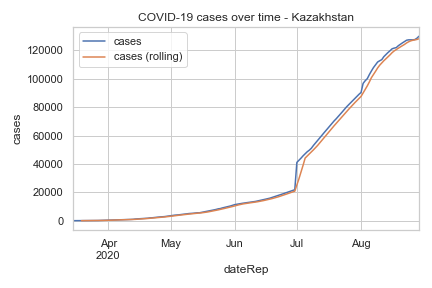 COVID-19 cases over time - Kazakhstan
cases
cases (rolling)
120000
100000
80000
60000
40000
20000
0
cases
Apr
2020
May
Jun
Jul
Aug
dateRep